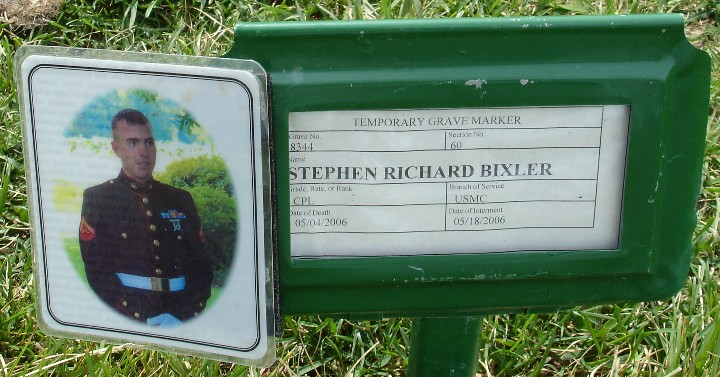 TEMPORARY GRAVE MARKER
Grave No. Section No.
8344 60
Name
STEPHEN RICHARD BIXLER
Grade, Rate, or Rank Branch of Service
CPL USMC
Date of Death Date of Interment
05/04/2006 05/18/2006